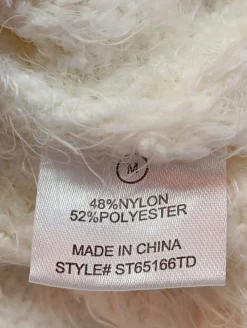 M
48%NYLON
52%POLYESTER
MADE IN CHINA
STYLE# ST65166TD